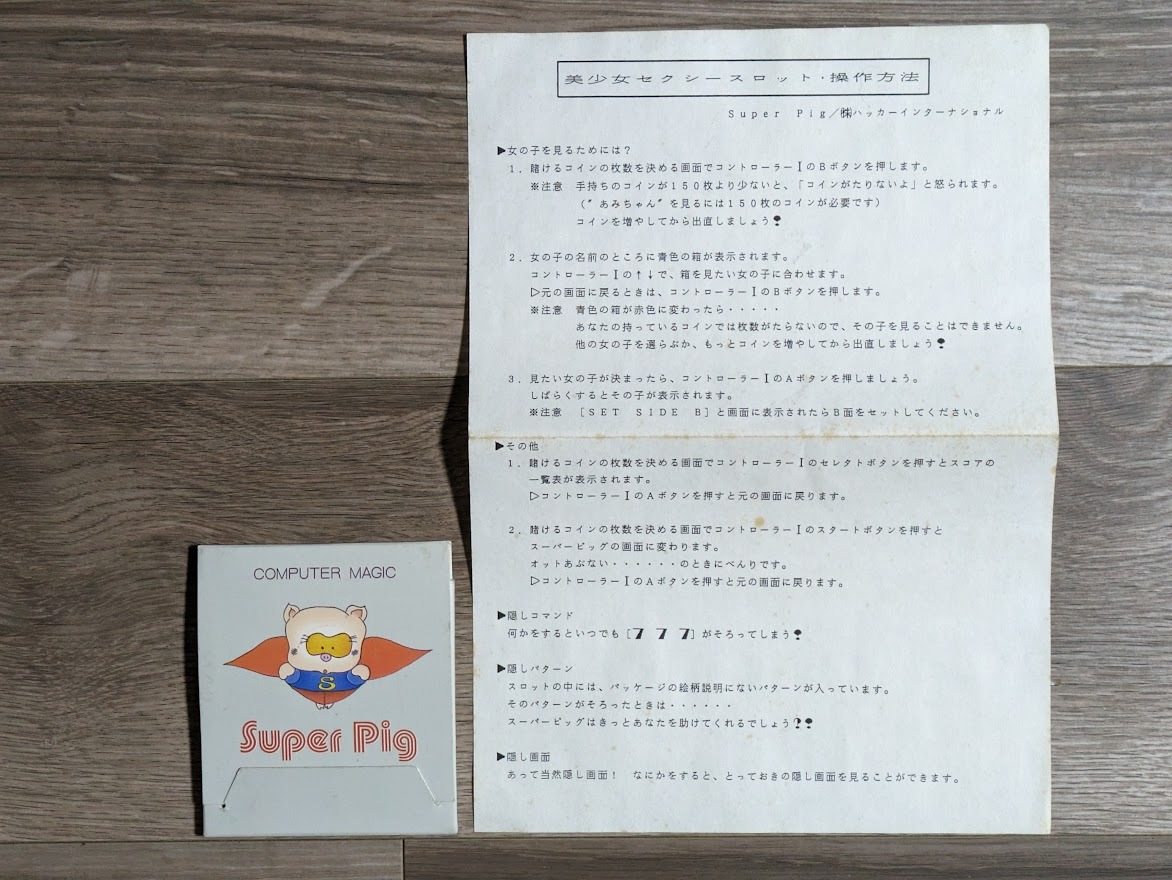 美少女セクシースロット・操作方法
Super Pig/㈱ハッカーインターナショナル
▶女の子を見るためには?
1.賭けるコインの枚数を決める画面でコントローラーIのBボタンを押します。
※注意 手持ちのコインが150枚より少ないと、「コインがたりないよ」と怒られます。
(〝あみちゃん〞を見るには150枚のコインが必要です)
コインを増やしてから出直しましょう!
2.女の子の名前のところに青色の箱が表示されます。
コントローラーIの↑↓で、箱を見たい女の子に合わせます。
▷元の画面に戻るときは、コントローラーIのBボタンを押します。
※注意 青色の箱が赤色に変わったら・・・・・
あなたの持っているコインでは枚数がたらないので、その子を見ることはできません。
他の女の子を選らぶか、もっとコインを増やしてから出直しましょう!
3.見たい女の子が決まったら、コントローラーIのAボタンを押しましょう。
しばらくするとその子が表示されます。
※注意 [SET SIDE B]と画面に表示されたらB面をセットしてください。
▶その他
1.賭けるコインの枚数を決める画面でコントローラーIのセレタトボタンを押すとスコアの
一覧表が表示されます。
▷コントローラーIのAボタンを押すと元の画面に戻ります。
2.賭けるコインの枚数を決める画面でコントローラーIのスタートボタンを押すと
スーパーピッグの画面に変わります。
オットあぶない・・・・・・のときにべんりです。
▷コントローラーIのAボタンを押すと元の画面に戻ります。
▶隠しコマンド
何かをするといつでも[7 7 7]がそろってしまう!
▶隠しパターン
スロットの中には、パッケージの絵柄説明にないパターンが入っています。
そのパターンがそろったときは・・・・・・
スーパーピッグはきっとあなたを助けてくれるでしょう?!
▶隠し画面
あって当然隠し画面! なにかをすると、とっておきの隠し画面を見ることができます。
COMPUTER MAGIC
S
Super Pig